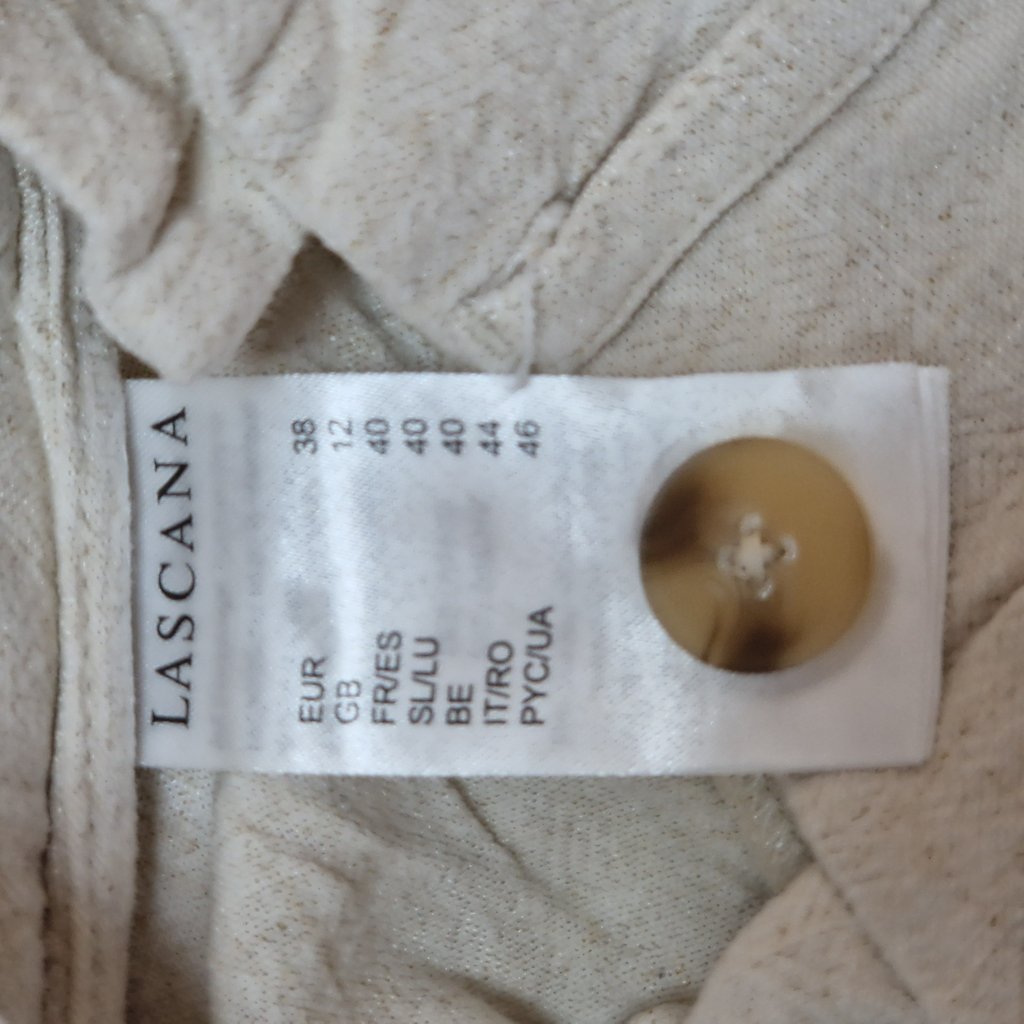 LASCANA
EUR 38
GB 12
FR/ES 40
SL/LU 40
BE 40
IT/RO 44
PYC/UA 46